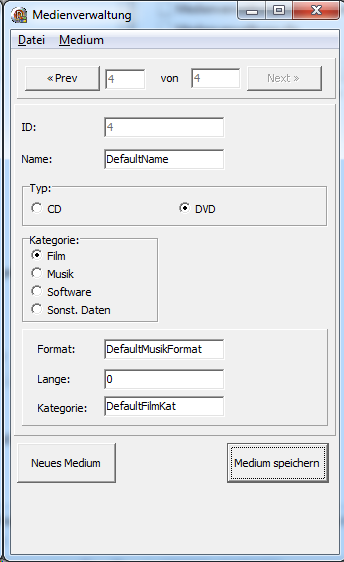 Medienverwaltung
Datei Medium
« Prev 4 von 4 Next »
ID: 4
Name: DefaultName
Typ:
CD DVD
Kategorie:
Film
Musik
Software
Sonst. Daten
Format: DefaultMusikFormat
Lange: 0
Kategorie: DefaultFilmKat
Neues Medium Medium speichern